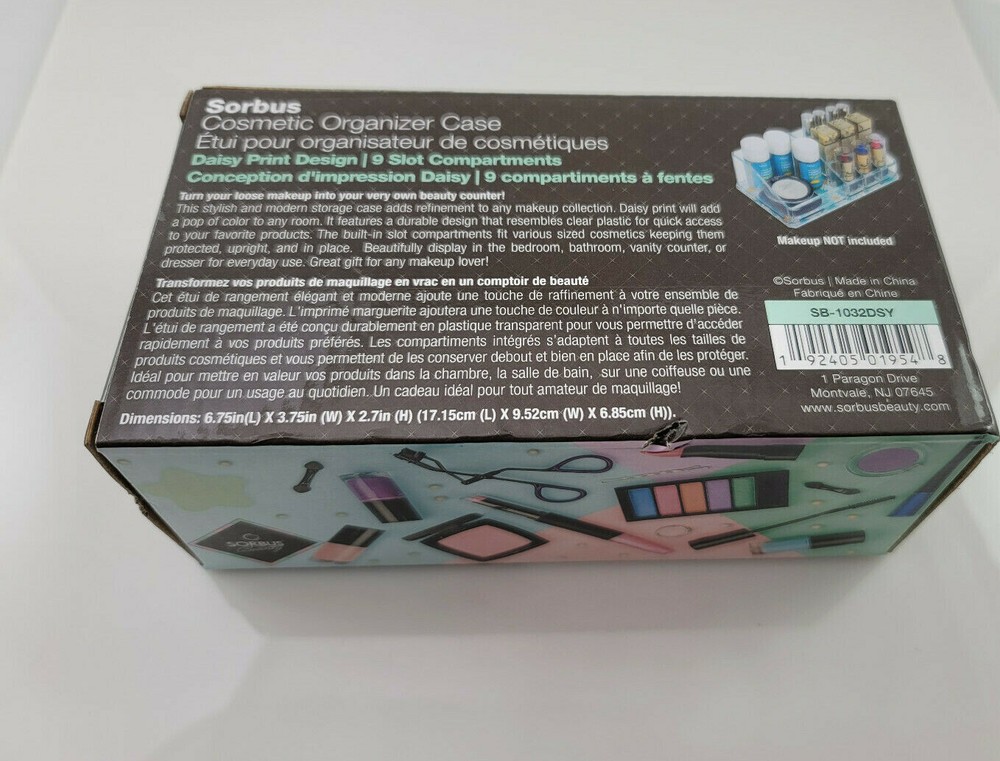 Sorbus
Cosmetic Organizer Case
Étui pour organisateur de cosmétiques
Daisy Print Design | 9 Slot Compartments
Conception d'impression Daisy | 9 compartiments à fentes
Turn your loose makeup into your very own beauty counter!
This stylish and modern storage case adds refinement to any makeup collection. Daisy print will add
a pop of color to any room. It features a durable design that resembles clear plastic for quick access
to your favorite products. The built-in slot compartments fit various sized cosmetics keeping them
protected, upright, and in place. Beautifully display in the bedroom, bathroom, vanity counter, or
dresser for everyday use. Great gift for any makeup lover!
Transformez vos produits de maquillage en vrac en un comptoir de beauté
Cet étui de rangement élégant et moderne ajoute une touche de raffinement à votre ensemble de
produits de maquillage. L'imprimé marguerite ajoutera une touche de couleur à n'importe quelle pièce.
L'étui de rangement a été conçu durablement en plastique transparent pour vous permettre d'accéder
rapidement à vos produits préférés. Les compartiments intégrés s'adaptent à toutes les tailles de
produits cosmétiques et vous permettent de les conserver debout et bien en place afin de les protéger.
Idéal pour mettre en valeur vos produits dans la chambre, la salle de bain, sur une coiffeuse ou une
commode pour un usage au quotidien. Un cadeau idéal pour tout amateur de maquillage!
Dimensions: 6.75in(L) X 3.75in (W) X 2.7in (H) (17.15cm (L) X 9.52cm (W) X 6.85cm (H)).
Makeup NOT included
©Sorbus | Made in China
Fabriqué en Chine
SB-1032DSY
1 92405 01954 8
1 Paragon Drive
Montvale, NJ 07645
www.sorbusbeauty.com
SORBUS